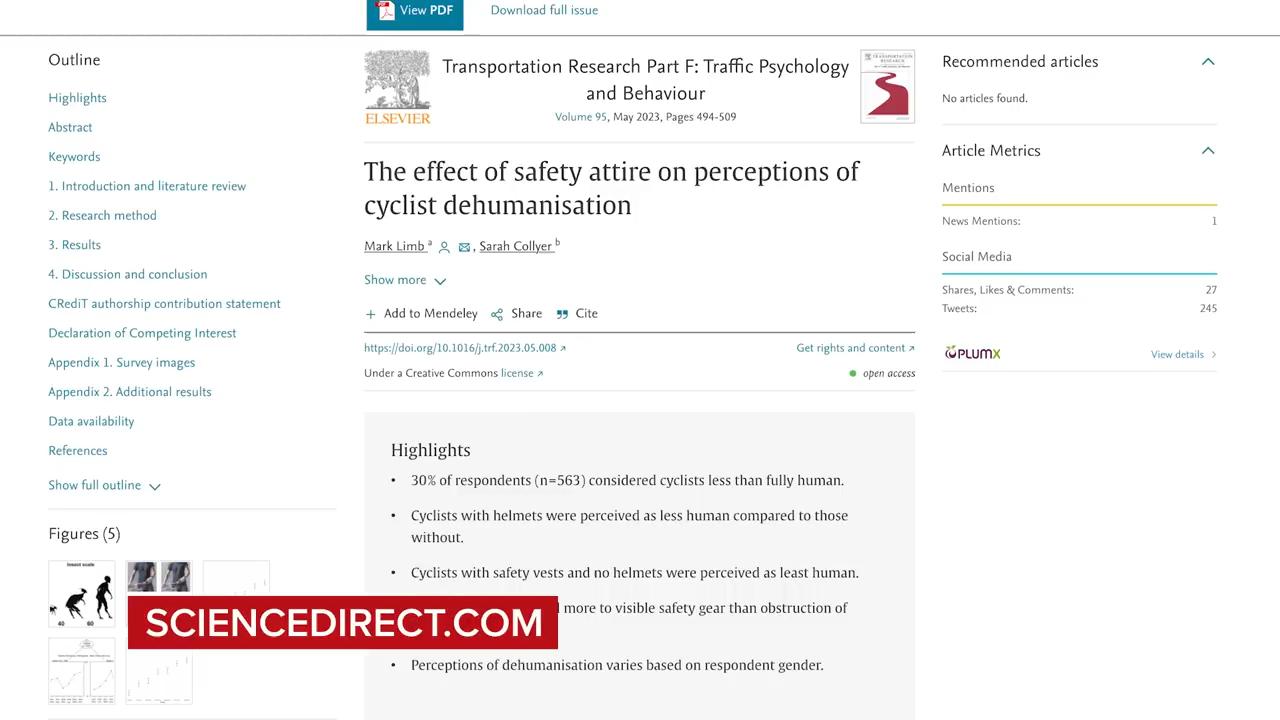 View PDF
Download full issue
Outline
Highlights
Abstract
Keywords
1. Introduction and literature review
2. Research method
3. Results
4. Discussion and conclusion
CRediT authorship contribution statement
Declaration of Competing Interest
Appendix 1. Survey images
Appendix 2. Additional results
Data availability
References
Show full outline
Figures (5)
Insect scale
40 60
ELSEVIER
Transportation Research Part F: Traffic Psychology
and Behaviour
Volume 95, May 2023, Pages 494-509
The effect of safety attire on perceptions of
cyclist dehumanisation
Mark Limb a, Sarah Collyer b
Show more
+ Add to Mendeley Share Cite
https://doi.org/10.1016/j.trf.2023.05.008
Get rights and content
Under a Creative Commons license
open access
Highlights
• 30% of respondents (n=563) considered cyclists less than fully human.
• Cyclists with helmets were perceived as less human compared to those
without.
• Cyclists with safety vests and no helmets were perceived as least human.
more to visible safety gear than obstruction of
• Perceptions of dehumanisation varies based on respondent gender.
SCIENCEDIRECT.COM
Recommended articles
No articles found.
Article Metrics
Mentions
News Mentions: 1
Social Media
Shares, Likes & Comments: 27
Tweets: 245
PLUMX
View details